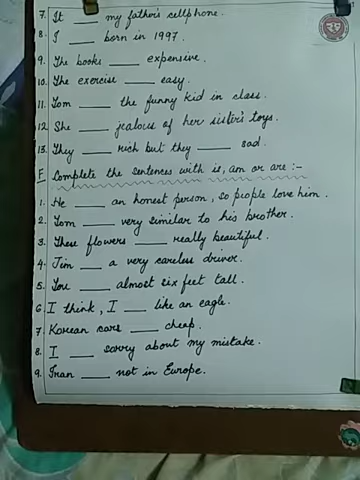 7. It ___ my father's cellphone.
8. I ___ born in 1997.
9. The books ___ expensive.
10. The exercise ___ easy.
11. Tom ___ the funny kid in class.
12. She ___ jealous of her sister's toys.
13. They ___ rich but they ___ sad.
F Complete the sentences with is, am or are :-
1. He ___ an honest person, so people love him.
2. Tom ___ very similar to his brother.
3. These flowers ___ really beautiful.
4. Jim ___ a very careless driver.
5. You ___ almost six feet tall.
6. I think, I ___ like an eagle.
7. Korean cars ___ cheap.
8. I ___ sorry about my mistake.
9. Iran ___ not in Europe.